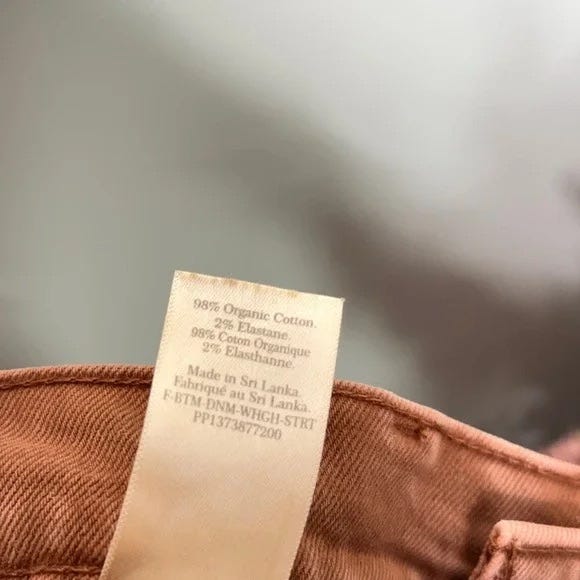 98% Organic Cotton.
2% Elastane.
98% Coton Organique
2% Elasthanne.
Made in Sri Lanka.
Fabriqué au Sri Lanka.
F-BTM-DNM-WHGH-STRT
PP1373877200